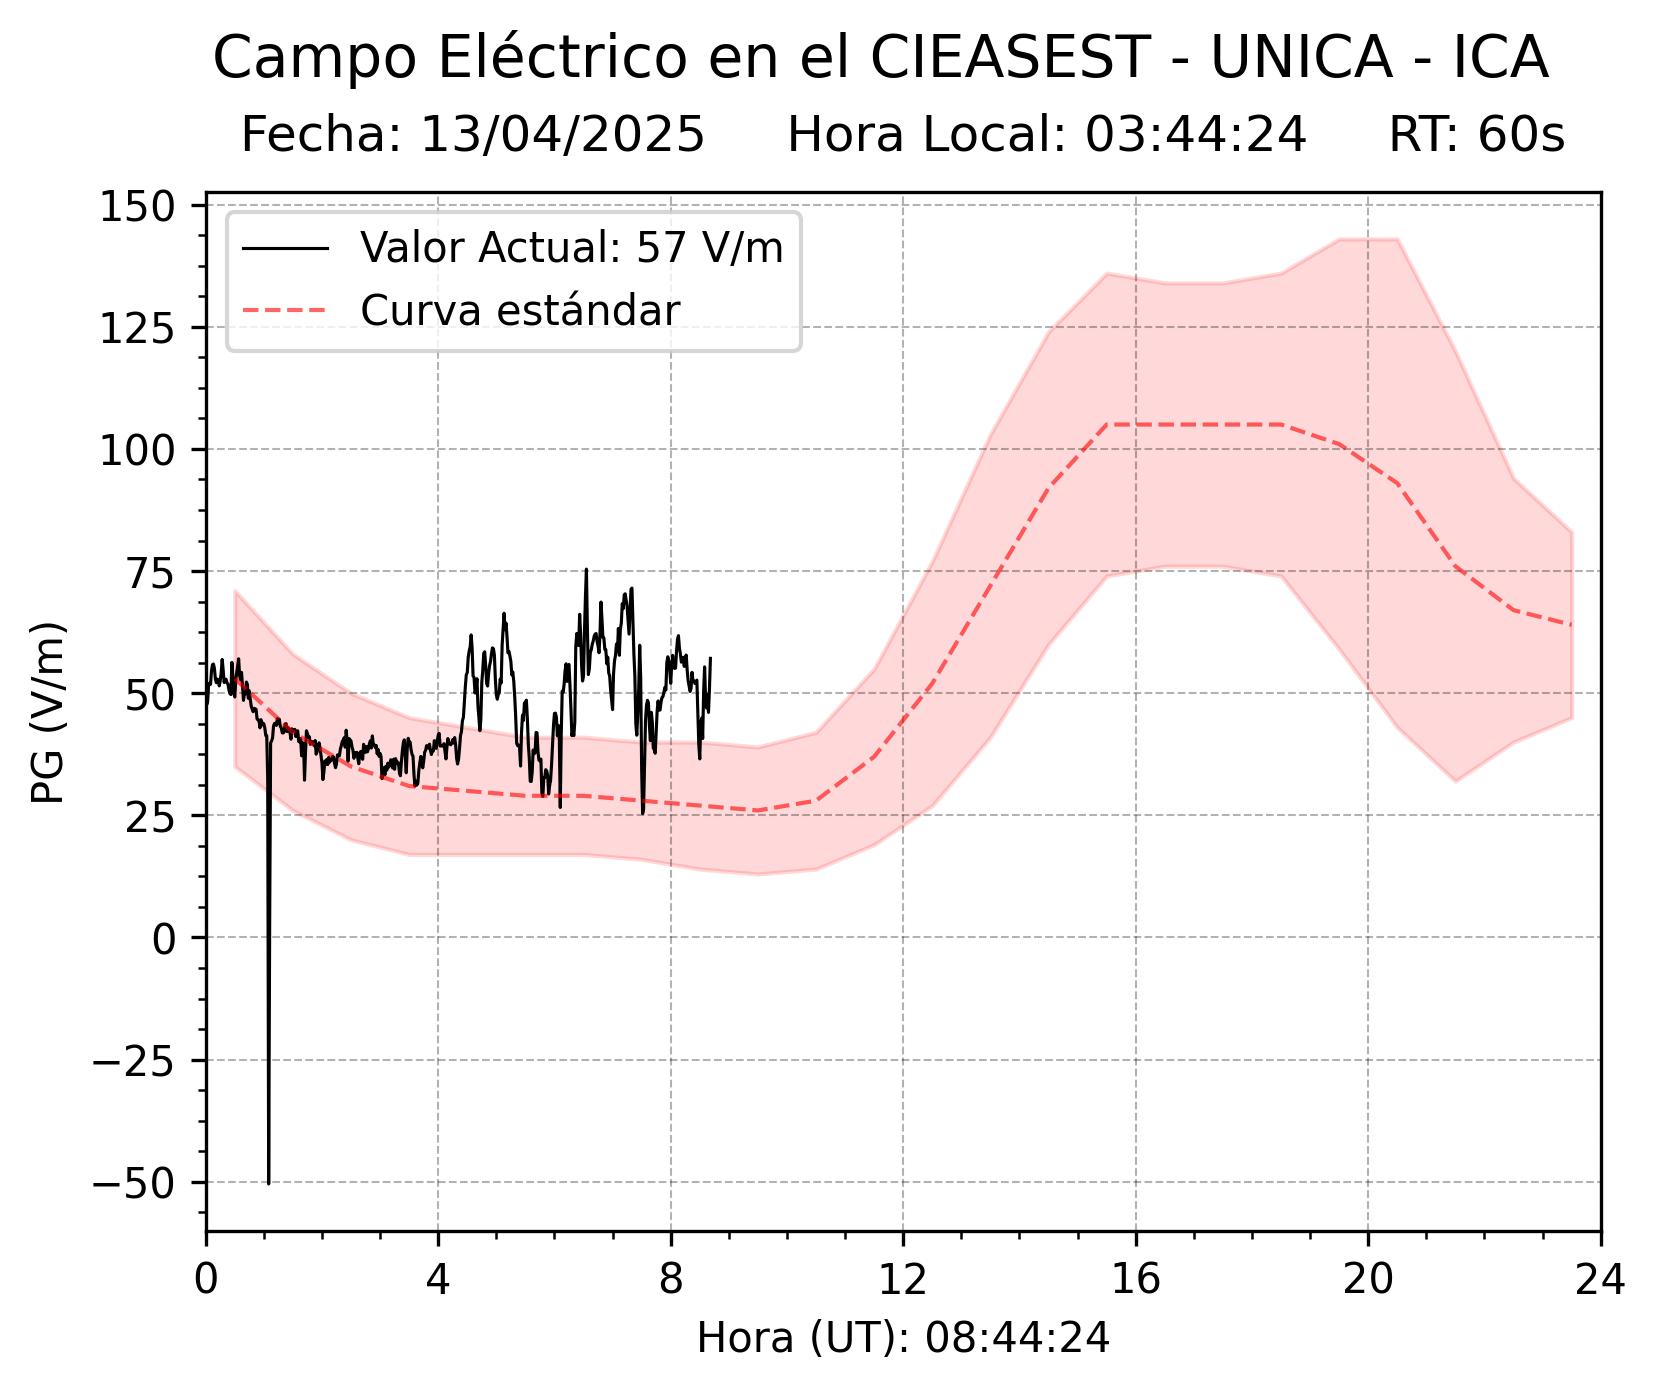 Campo Eléctrico en el CIEASEST - UNICA - ICA
Fecha: 13/04/2025 Hora Local: 03:44:24 RT: 60s
Valor Actual: 57 V/m
Curva estándar
150
125
100
75
50
25
0
−25
−50
PG (V/m)
0 4 8 12 16 20 24
Hora (UT): 08:44:24